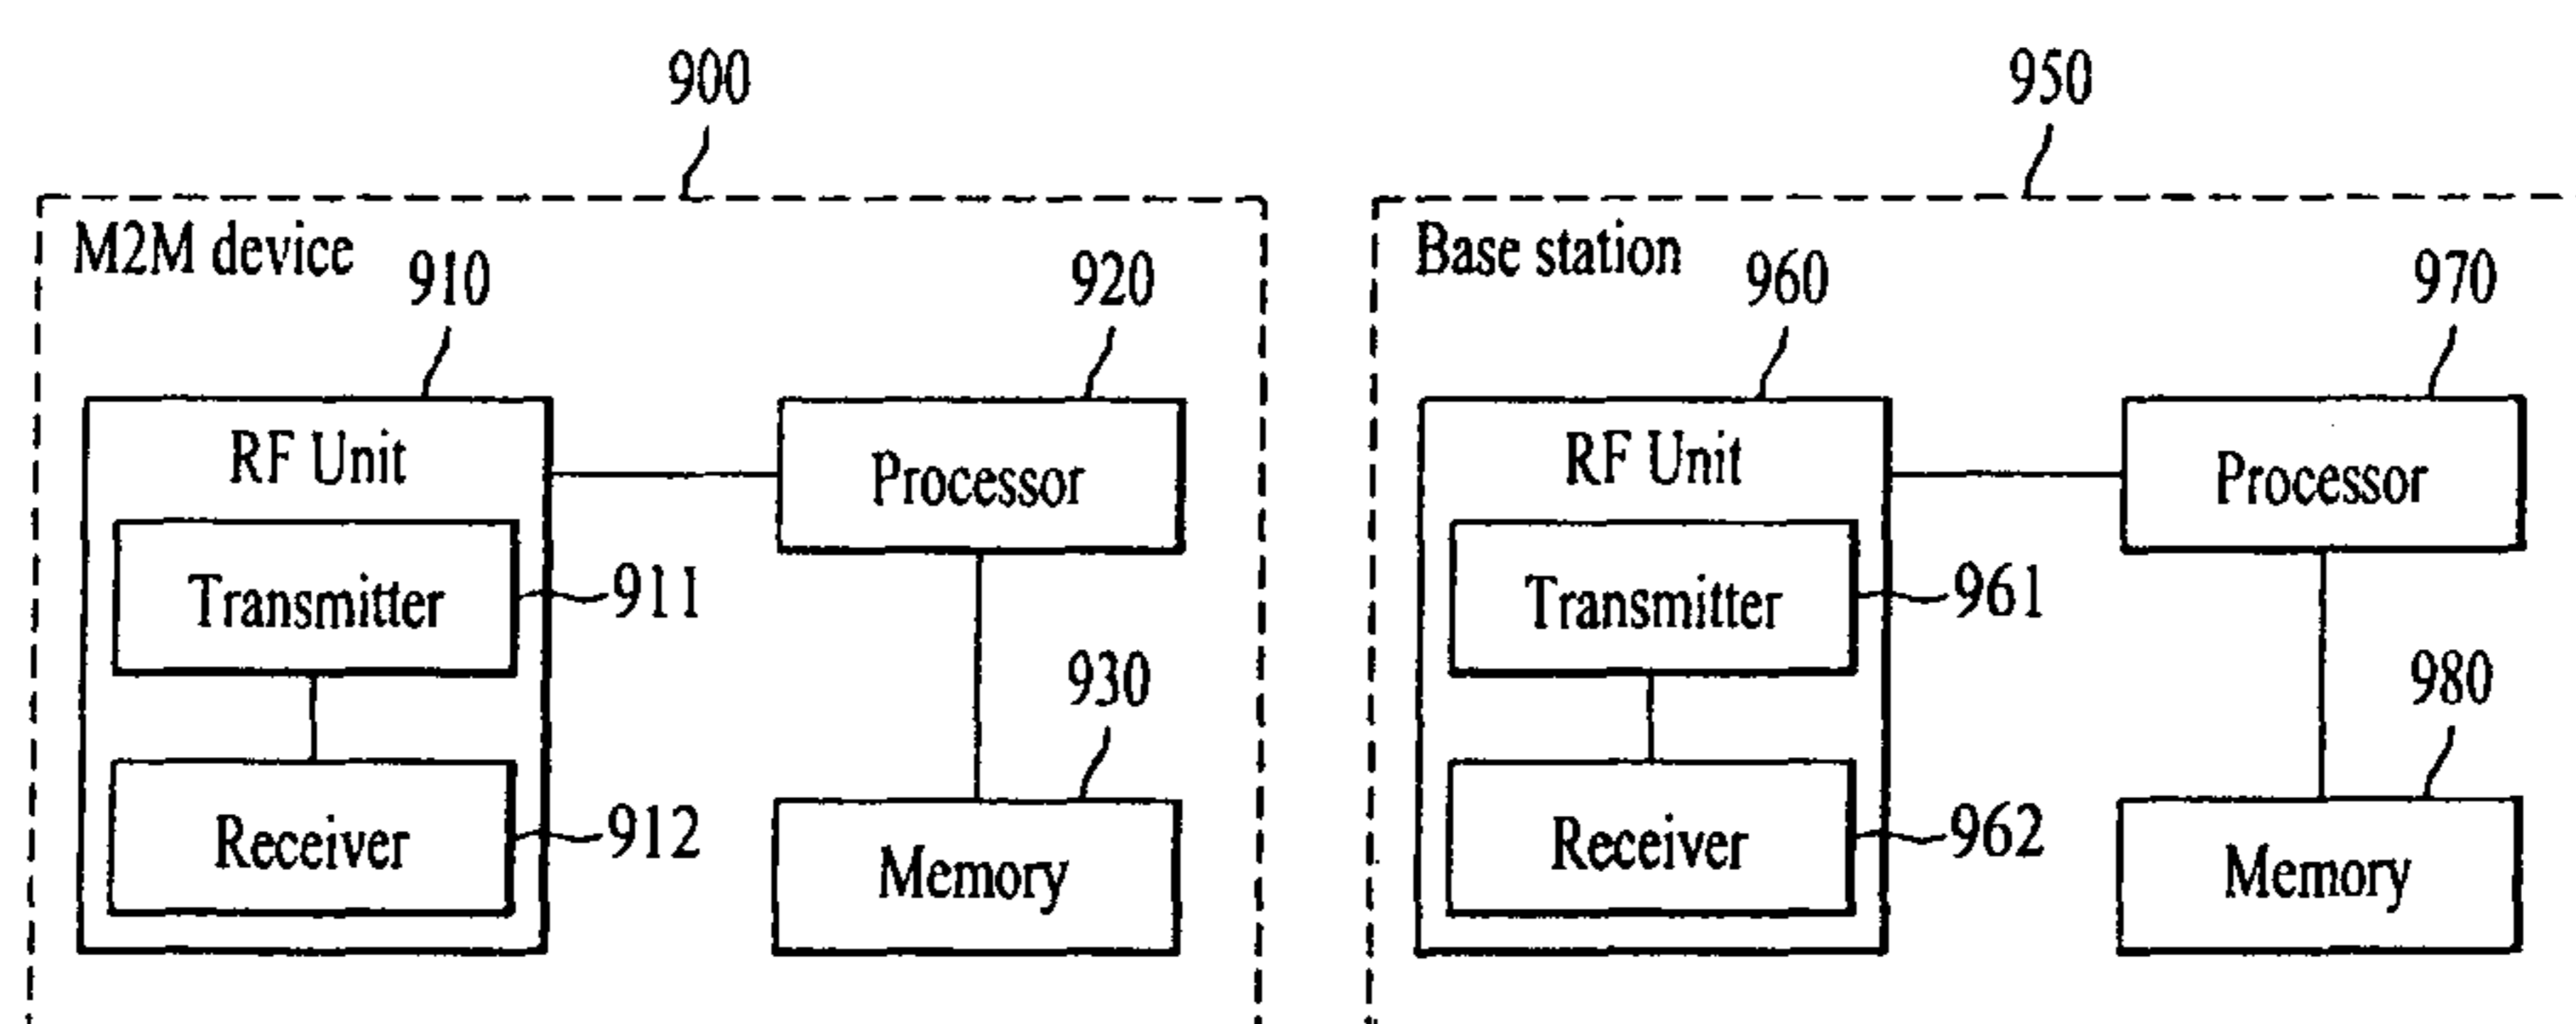 900
950
M2M device
910
920
Base station
960
970
RF Unit
Processor
RF Unit
Processor
Transmitter
911
Transmitter
961
930
980
Receiver
912
Memory
Receiver
962
Memory